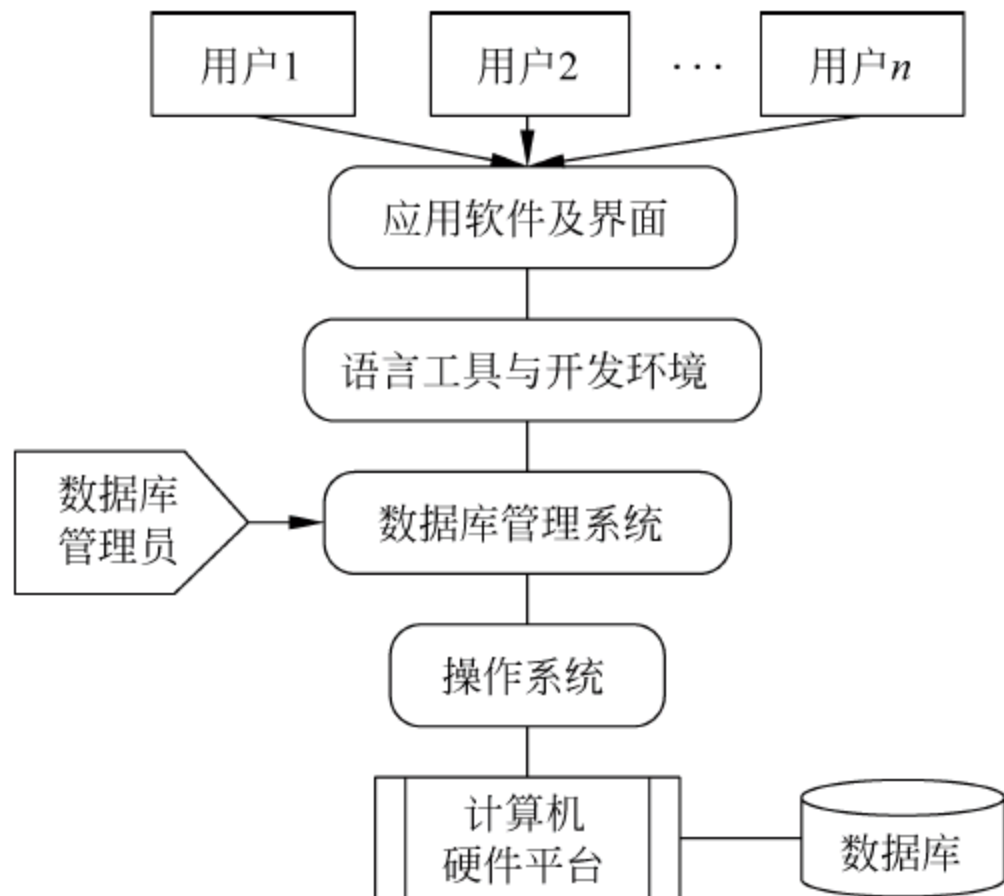 用户1
用户2
···
用户n
应用软件及界面
语言工具与开发环境
数据库
管理员
数据库管理系统
操作系统
计算机
硬件平台
数据库